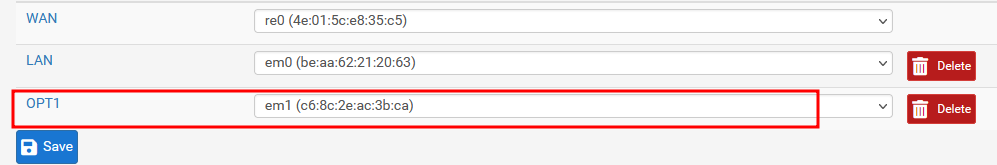 WAN
re0 (4e:01:5c:e8:35:c5)
LAN
em0 (be:aa:62:21:20:63)
Delete
OPT1
em1 (c6:8c:2e:ac:3b:ca)
Delete
Save